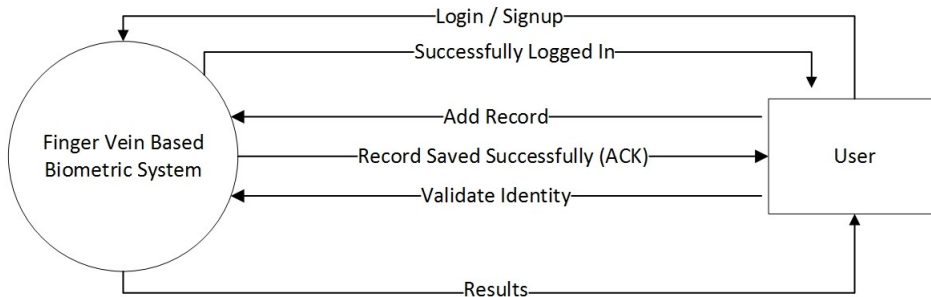 Login / Signup
Successfully Logged In
Add Record
Finger Vein Based
Biometric System
Record Saved Successfully (ACK)
User
Validate Identity
Results